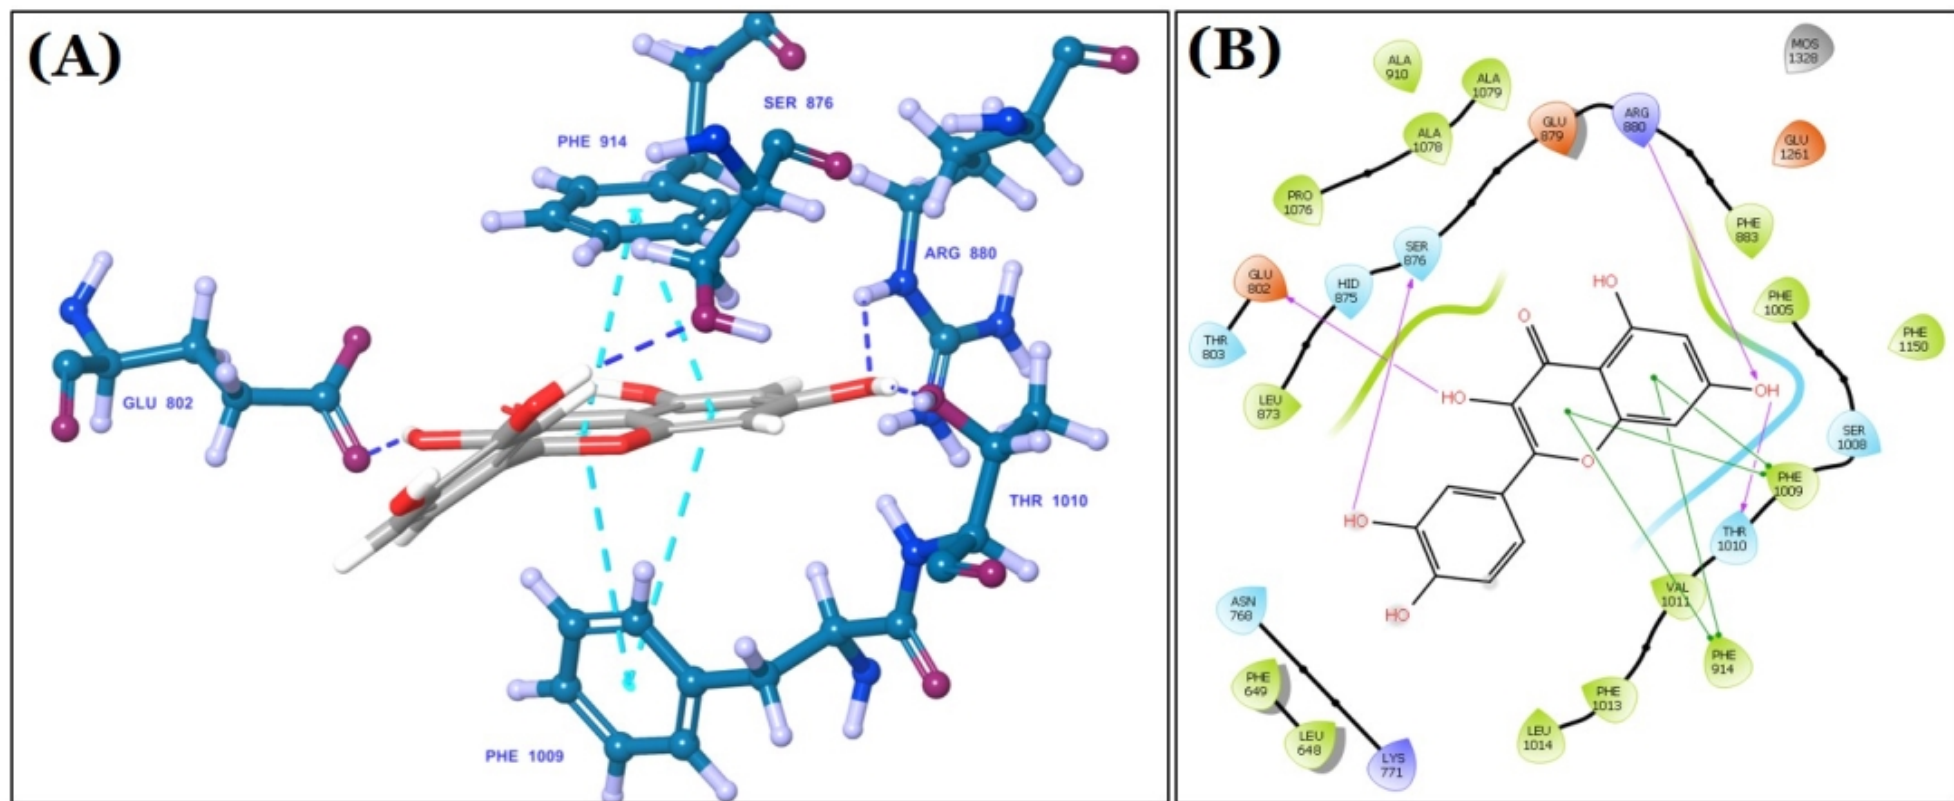 (A)
SER 876
PHE 914
ARG 880
GLU 802
THR 1010
PHE 1009
(B)
MOS
1328
ALA
910
ALA
1079
GLU
879
ARG
880
ALA
1078
GLU
1261
PRO
1076
PHE
883
SER
876
GLU
802
HID
875
HO
PHE
1005
O
THR
803
PHE
1150
LEU
873
HO
OH
SER
1008
O
PHE
1009
HO
THR
1010
VAL
1011
ASN
768
HO
PHE
914
PHE
649
PHE
1013
LEU
648
LEU
1014
LYS
771